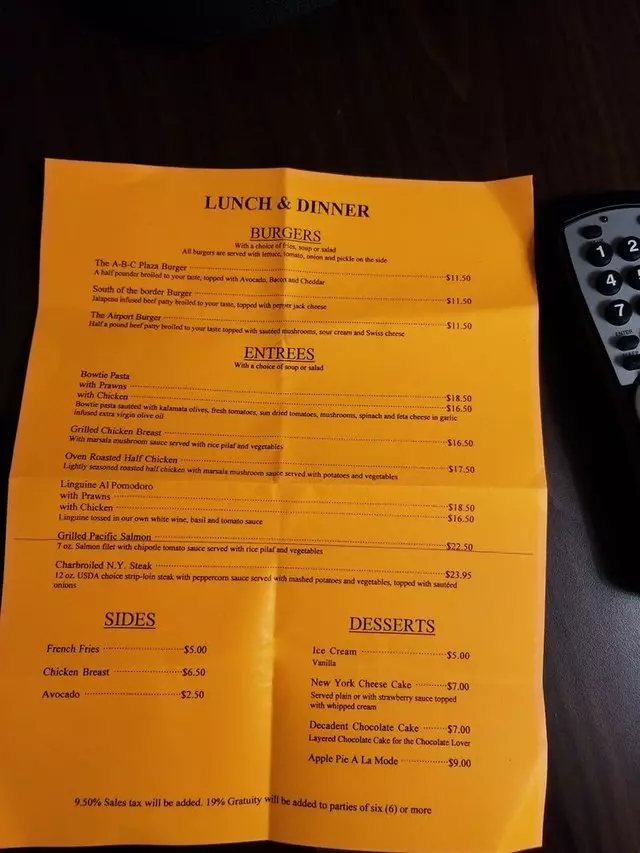 LUNCH & DINNER
BURGERS
With a choice of fries, soup or salad
All burgers are served with lettuce, tomato, onion and pickle on the side
The A-B-C Plaza Burger $11.50
A half pounder broiled to your taste, topped with Avocado, Bacon and Cheddar
South of the border Burger $11.50
Jalapeno infused beef patty broiled to your taste, topped with pepper jack cheese
The Airport Burger $11.50
Half a pound beef patty broiled to your taste topped with sautéed mushrooms, sour cream and Swiss cheese
ENTREES
With a choice of soup or salad
Bowtie Pasta
with Prawns $18.50
with Chicken $16.50
Bowtie pasta sautéed with kalamata olives, fresh tomatoes, sun dried tomatoes, mushrooms, spinach and feta cheese in garlic
infused extra virgin olive oil
Grilled Chicken Breast $16.50
With marsala mushroom sauce served with rice pilaf and vegetables
Oven Roasted Half Chicken $17.50
Lightly seasoned roasted half chicken with marsala mushroom sauce served with potatoes and vegetables
Linguine Al Pomodoro
with Prawns $18.50
with Chicken $16.50
Linguine tossed in our own white wine, basil and tomato sauce
Grilled Pacific Salmon $22.50
7 oz. Salmon filet with chipotle tomato sauce served with rice pilaf and vegetables
Charbroiled N.Y. Steak $23.95
12 oz. USDA choice strip-loin steak with peppercorn sauce served with mashed potatoes and vegetables, topped with sautéed
onions
SIDES
French Fries $5.00
Chicken Breast $6.50
Avocado $2.50
DESSERTS
Ice Cream $5.00
Vanilla
New York Cheese Cake $7.00
Served plain or with strawberry sauce topped
with whipped cream
Decadent Chocolate Cake $7.00
Layered Chocolate Cake for the Chocolate Lover
Apple Pie A La Mode $9.00
9.50% Sales tax will be added. 19% Gratuity will be added to parties of six (6) or more
1 2
4
7
ENTER